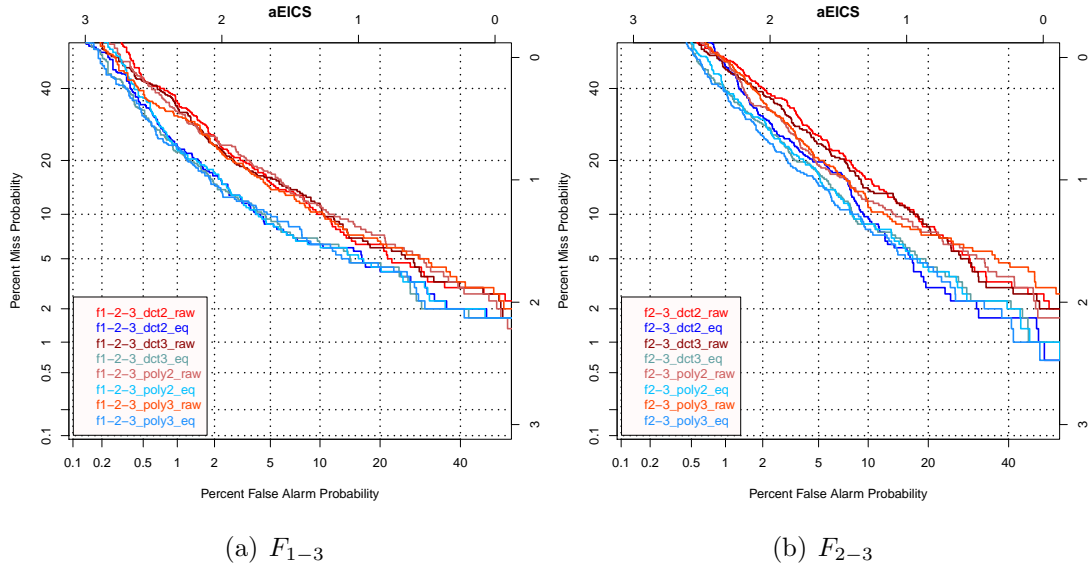 aEICS
3 2 1 0
Percent Miss Probability
40
20
10
5
2
1
0.5
0.1
0
1
2
3
f1−2−3_dct2_raw
f1−2−3_dct2_eq
f1−2−3_dct3_raw
f1−2−3_dct3_eq
f1−2−3_poly2_raw
f1−2−3_poly2_eq
f1−2−3_poly3_raw
f1−2−3_poly3_eq
0.1 0.2 0.5 1 2 5 10 20 40
Percent False Alarm Probability
(a) F1−3
aEICS
3 2 1 0
Percent Miss Probability
40
20
10
5
2
1
0.5
0.1
0
1
2
3
f2−3_dct2_raw
f2−3_dct2_eq
f2−3_dct3_raw
f2−3_dct3_eq
f2−3_poly2_raw
f2−3_poly2_eq
f2−3_poly3_raw
f2−3_poly3_eq
0.1 0.2 0.5 1 2 5 10 20 40
Percent False Alarm Probability
(b) F2−3